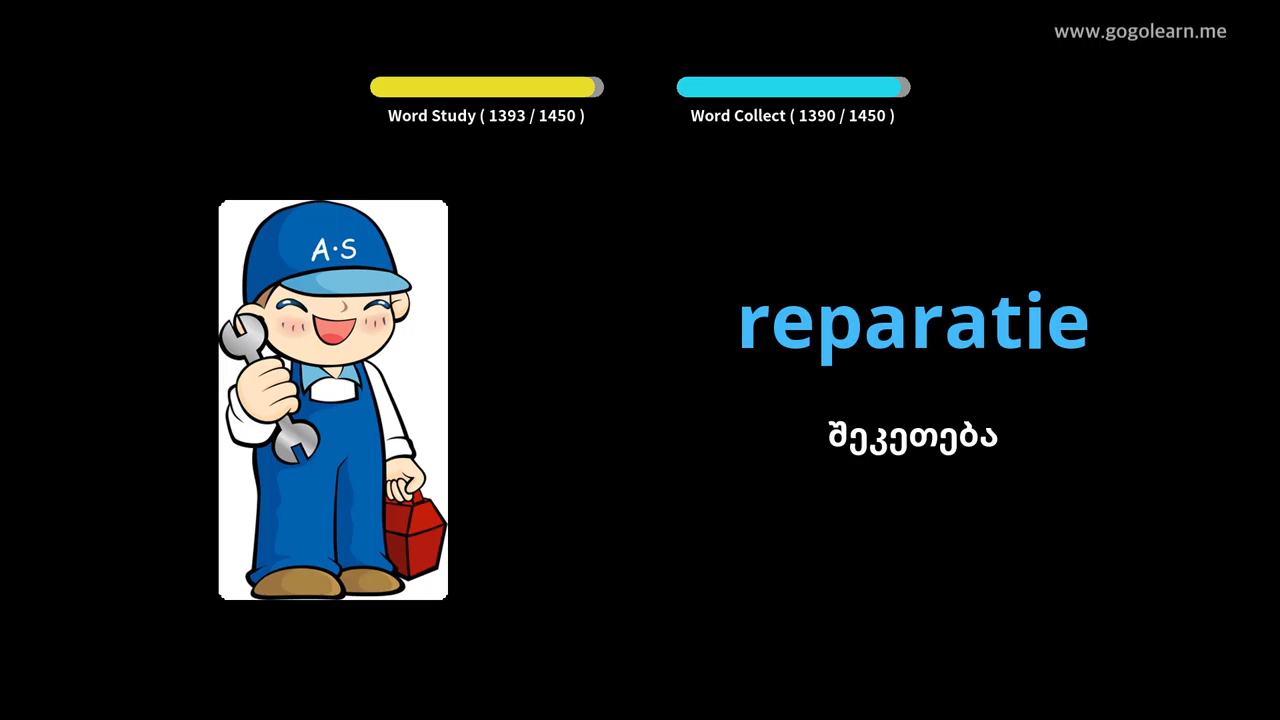 www.gogolearn.me
Word Study ( 1393 / 1450 )
Word Collect ( 1390 / 1450 )
A·S
reparatie
შეკეთება